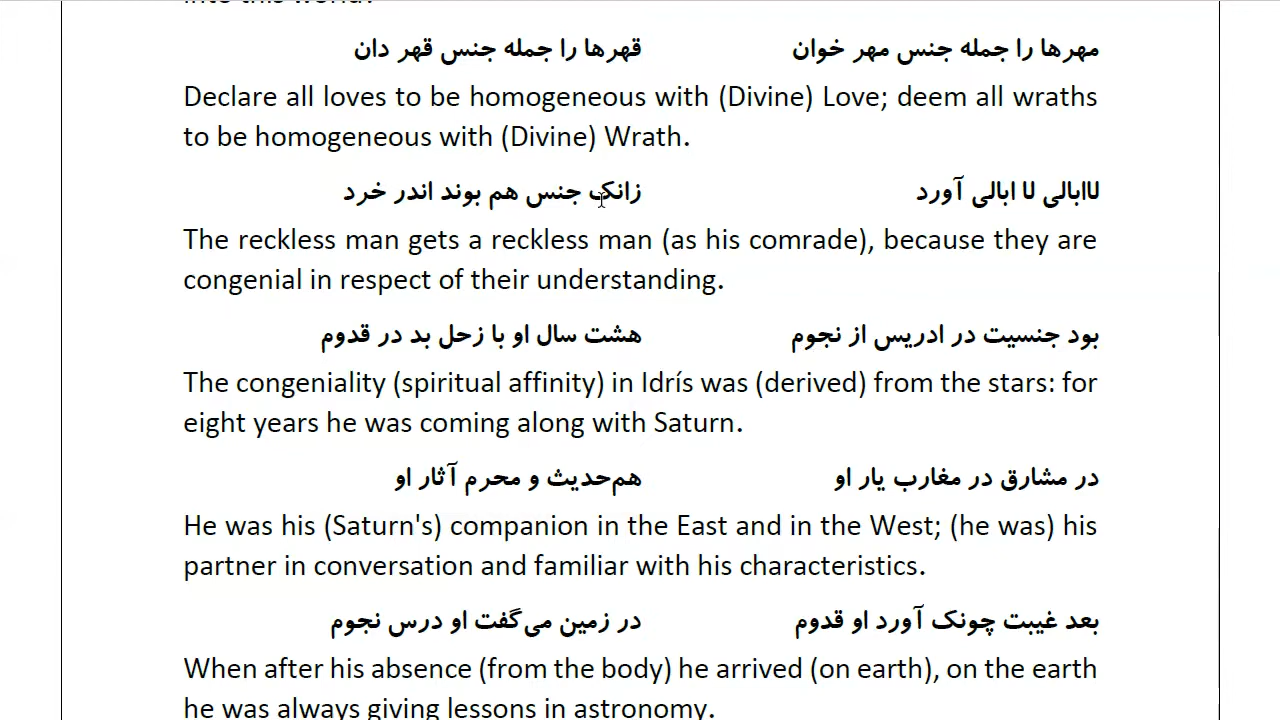 into this world?
مهرها را جمله جنس مهر خوان قهرها را جمله جنس قهر دان
Declare all loves to be homogeneous with (Divine) Love; deem all wraths
to be homogeneous with (Divine) Wrath.
لاابالی لا ابالی آورد زانک جنس هم بوند اندر خرد
The reckless man gets a reckless man (as his comrade), because they are
congenial in respect of their understanding.
بود جنسیت در ادریس از نجوم هشت سال او با زحل بد در قدوم
The congeniality (spiritual affinity) in Idrís was (derived) from the stars: for
eight years he was coming along with Saturn.
در مشارق در مغارب یار او هم‌حدیث و محرم آثار او
He was his (Saturn's) companion in the East and in the West; (he was) his
partner in conversation and familiar with his characteristics.
بعد غیبت چونک آورد او قدوم در زمین می‌گفت او درس نجوم
When after his absence (from the body) he arrived (on earth), on the earth
he was always giving lessons in astronomy.